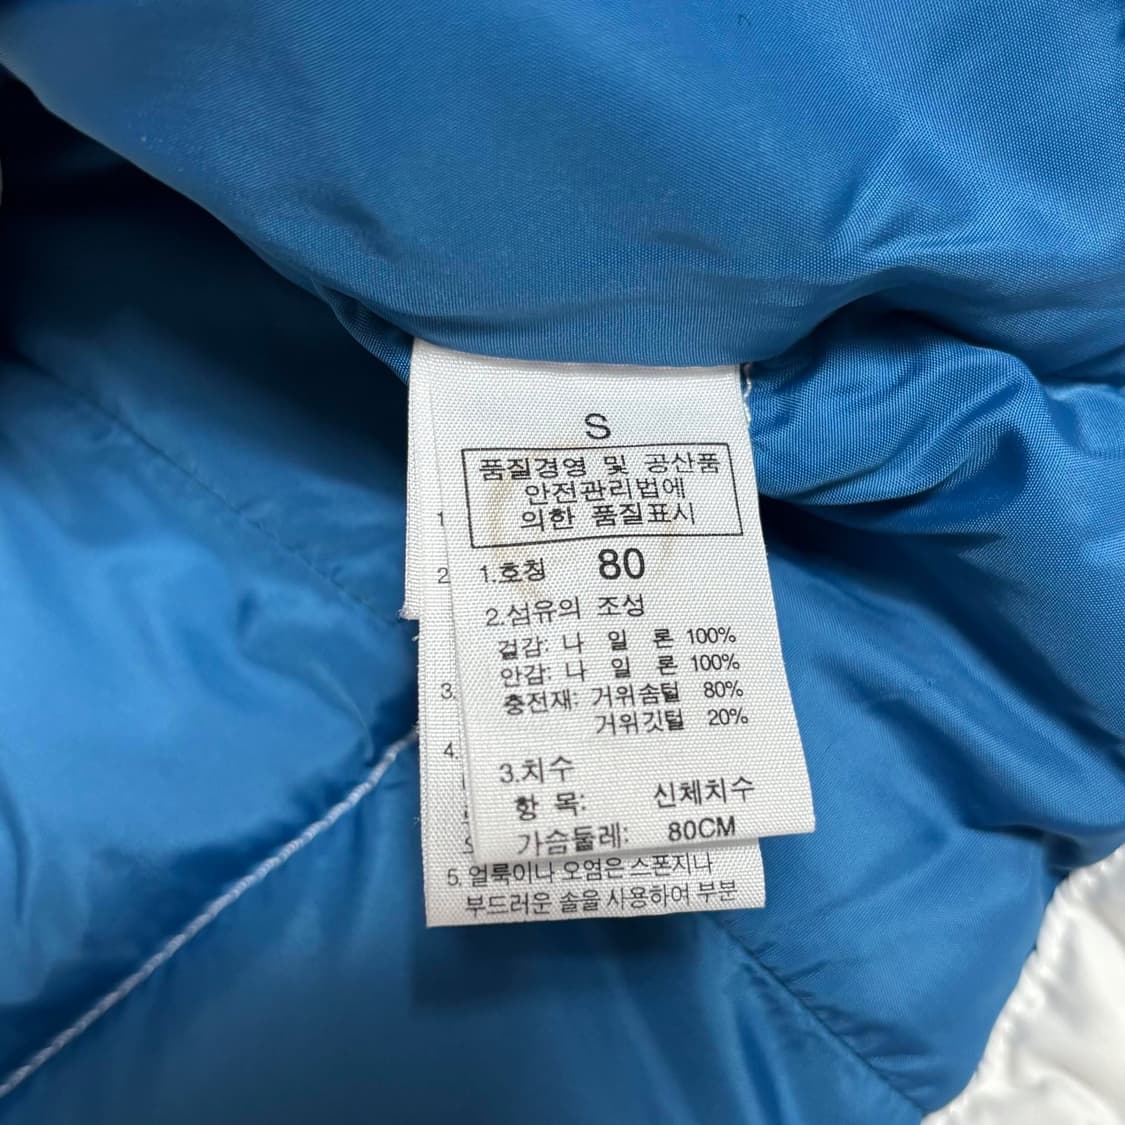 S
품질경영 및 공산품
안전관리법에
의한 품질표시
1.호칭 80
2.섬유의 조성
겉감: 나 일 론 100%
안감: 나 일 론 100%
충전재: 거위솜털 80%
거위깃털 20%
3.치수
항 목: 신체치수
가슴둘레: 80CM
1
2
3.
4.
5. 얼룩이나 오염은 스폰지나
부드러운 솔을 사용하여 부분